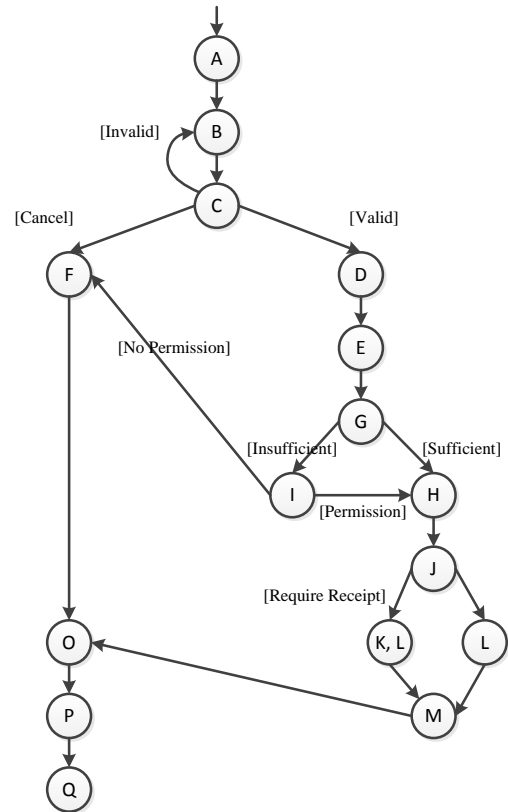 A
B
[Invalid]
C
[Cancel]
[Valid]
F
D
[No Permission]
E
G
[Insufficient]
[Sufficient]
I
H
[Permission]
J
[Require Receipt]
K, L
L
O
M
P
Q